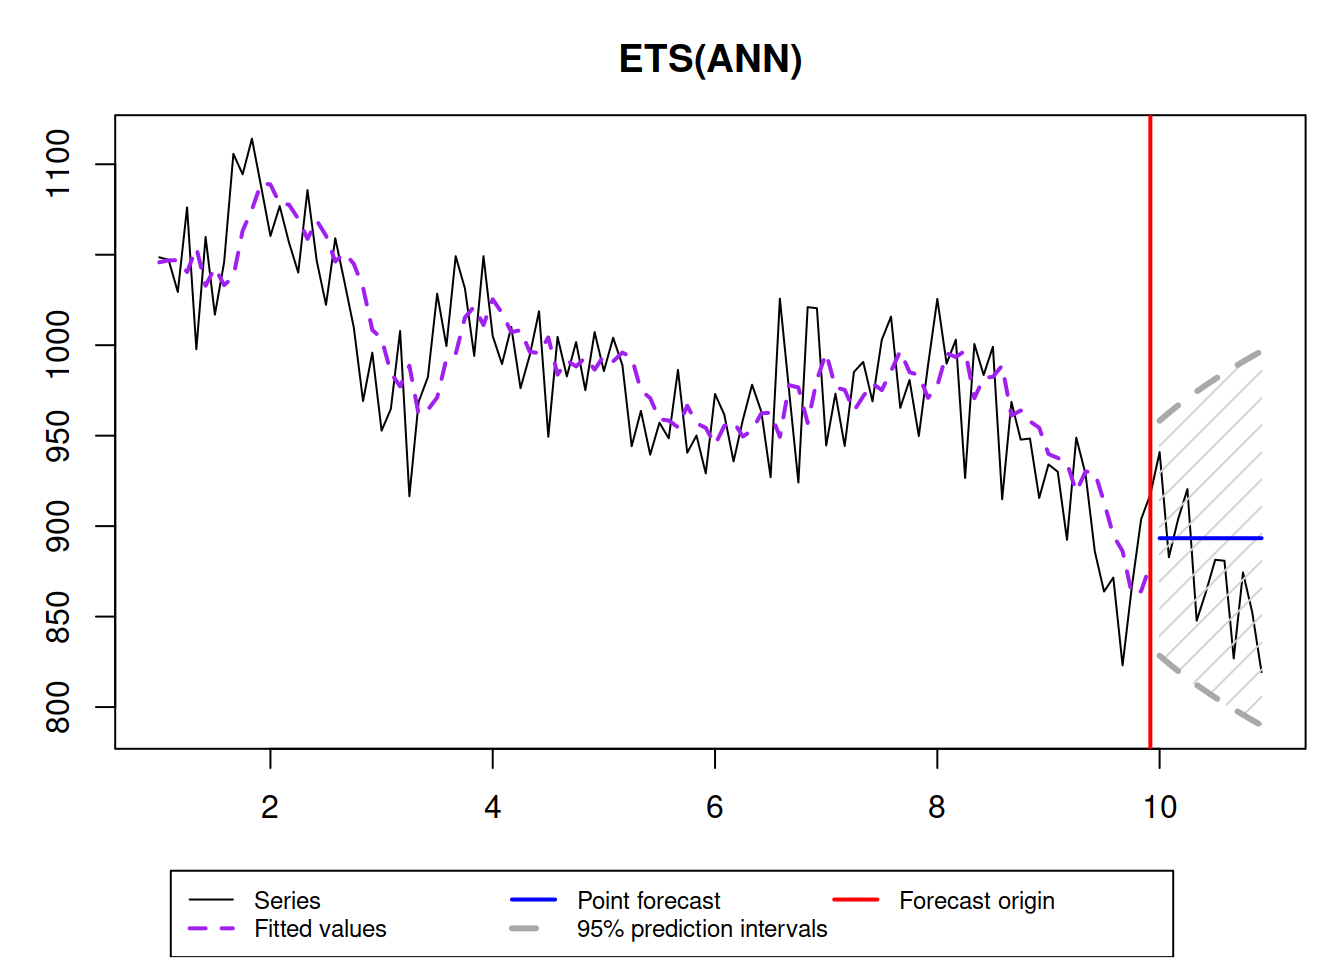 ETS(ANN)
1100
1000
950
900
850
800
2 4 6 8 10
Series Point forecast Forecast origin
Fitted values 95% prediction intervals